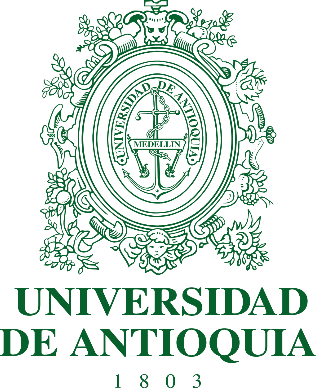 UNIVERSIDAD DE ANTIOQUIA
MEDELLIN
UNIVERSIDAD
DE ANTIOQUIA
1803